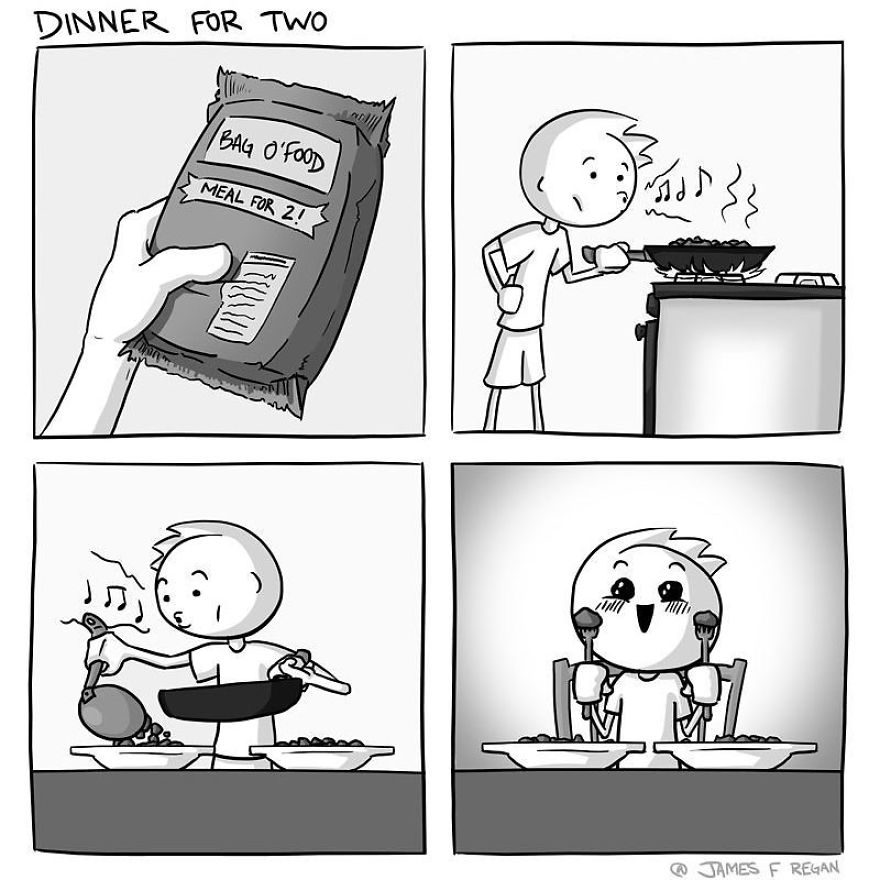 DINNER FOR TWO
BAG O'FOOD
MEAL FOR 2!
@ JAMES F REGAN